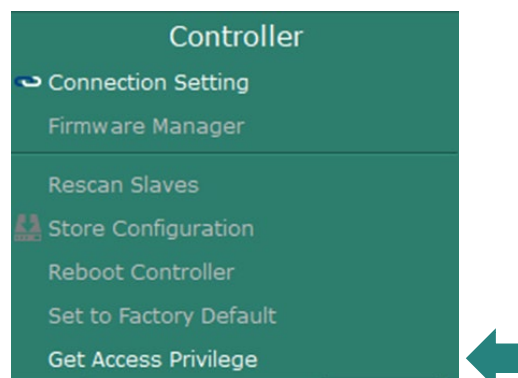 Controller
Connection Setting
Firmware Manager
Rescan Slaves
Store Configuration
Reboot Controller
Set to Factory Default
Get Access Privilege